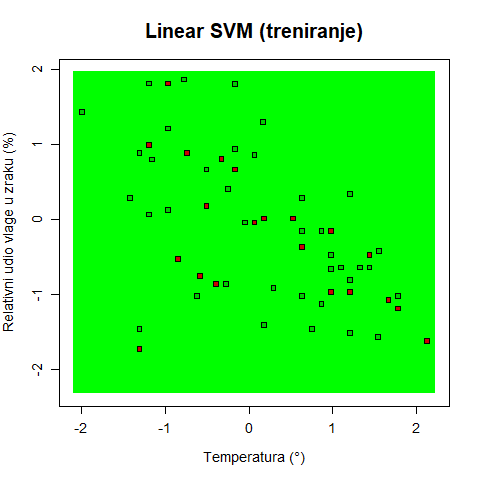 Linear SVM (treniranje)
2
1
0
-1
-2
Relativni udio vlage u zraku (%)
-2 -1 0 1 2
Temperatura (°)